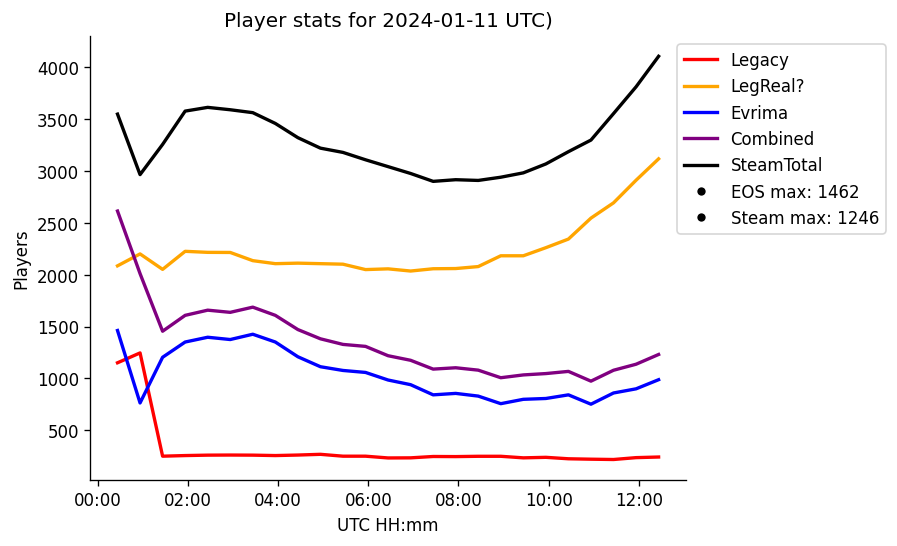 Player stats for 2024-01-11 UTC)
4000
3500
3000
2500
2000
1500
1000
500
Players
00:00 02:00 04:00 06:00 08:00 10:00 12:00
UTC HH:mm
Legacy
LegReal?
Evrima
Combined
SteamTotal
EOS max: 1462
Steam max: 1246